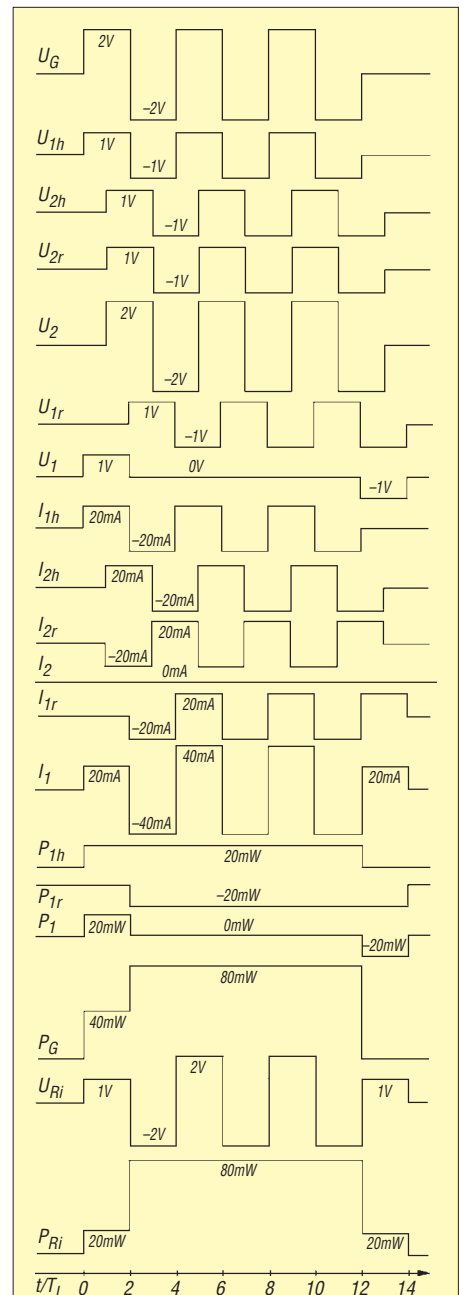 2V
U_G
–2V
U_1h 1V
–1V
U_2h 1V
–1V
U_2r 1V
–1V
2V
U_2
–2V
U_1r 1V
–1V
U_1 1V 0V
–1V
I_1h 20mA
–20mA
I_2h 20mA
–20mA
I_2r 20mA
–20mA
I_2 0mA
I_1r 20mA
–20mA
40mA
I_1 20mA 20mA
–40mA
P_1h 20mW
P_1r –20mW
P_1 20mW 0mW
–20mW
80mW
40mW
P_G
2V
U_Ri 1V 1V
–2V
80mW
P_Ri 20mW 20mW
t/T_L 0 2 4 6 8 10 12 14